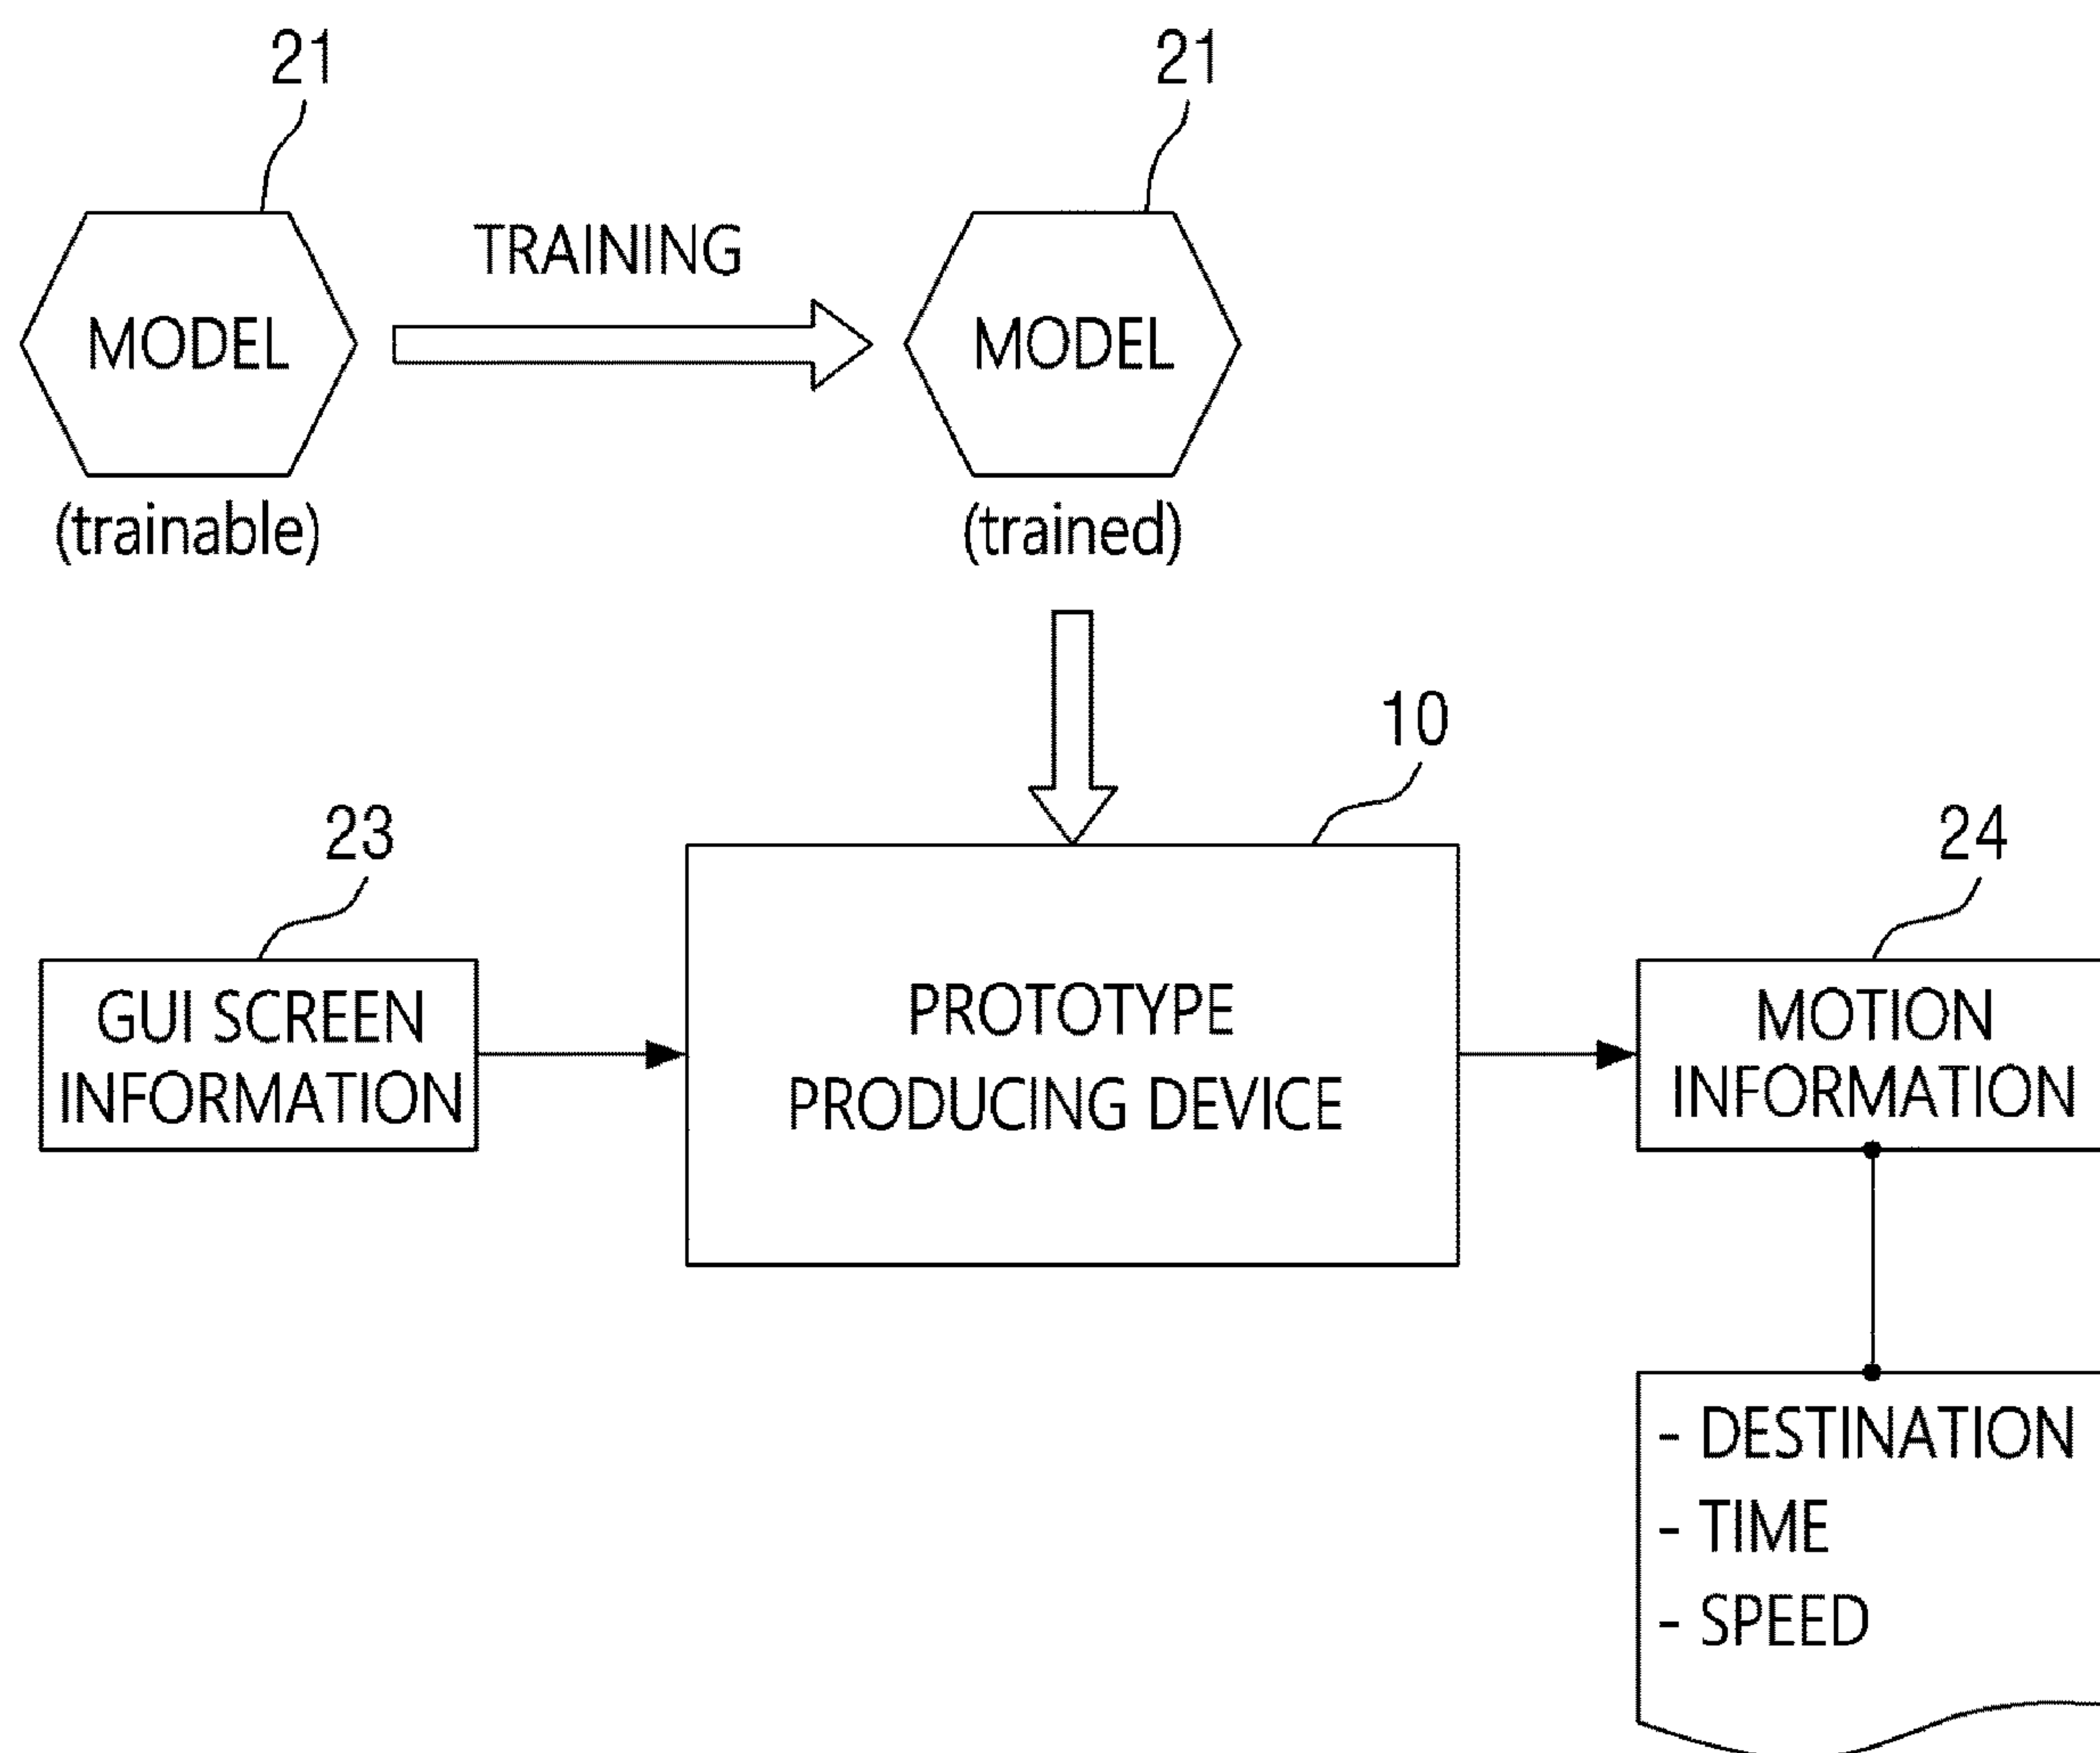 21
21
TRAINING
MODEL
MODEL
(trainable)
(trained)
10
23
24
GUI SCREEN
INFORMATION
PROTOTYPE
PRODUCING DEVICE
MOTION
INFORMATION
- DESTINATION
- TIME
- SPEED